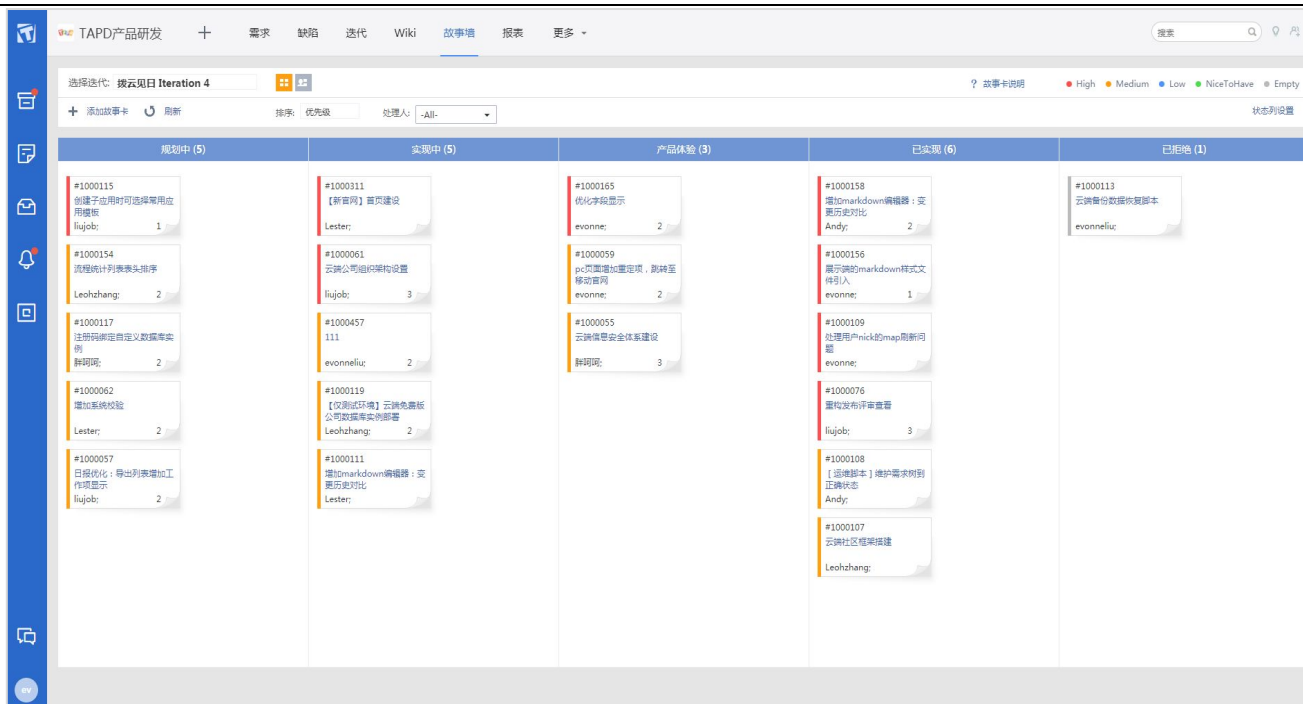 TAPD产品研发 + 需求 缺陷 迭代 Wiki 故事墙 报表 更多 搜索
选择迭代: 拨云见日 Iteration 4 ? 故事卡说明 High Medium Low NiceToHave Empty
+ 添加故事卡 刷新 排序: 优先级 处理人: -All- 状态列设置
规划中 (5) 实现中 (5) 产品体验 (3) 已实现 (6) 已拒绝 (1)
#1000115
创建子应用时可选择常用应
用模板
liujob; 1
#1000154
流程统计列表表头排序
Leohzhang; 2
#1000117
注册码绑定自定义数据库实
例
胖呵呵; 2
#1000062
增加系统校验
Lester; 2
#1000057
日报优化：导出列表增加工
作项显示
liujob; 2
#1000311
【新官网】首页建设
Lester;
#1000061
云端公司组织架构设置
liujob; 3
#1000457
111
evonneliu; 2
#1000119
【仅测试环境】云端免费版
公司数据库实例部署
Leohzhang; 2
#1000111
增加markdown编辑器：变
更历史对比
Lester;
#1000165
优化字段显示
evonne; 2
#1000059
pc页面增加重定项，跳转至
移动官网
evonne; 2
#1000055
云端信息安全体系建设
胖呵呵; 3
#1000158
增加markdown编辑器：变
更历史对比
Andy; 2
#1000156
展示端的markdown样式文
件引入
evonne; 1
#1000109
处理用户nick的map刷新问
题
evonne;
#1000076
重构发布评审查看
liujob; 3
#1000108
[ 运维脚本 ] 维护需求树到
正确状态
Andy;
#1000107
云端社区框架搭建
Leohzhang;
#1000113
云端备份数据恢复脚本
evonneliu;
ev